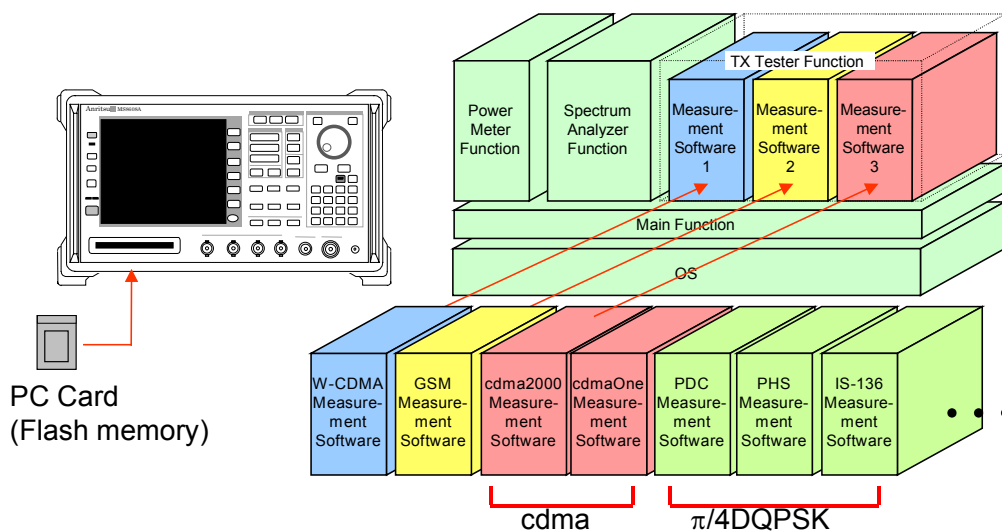 Anritsu MS8608A
TX Tester Function
Power
Meter
Function
Spectrum
Analyzer
Function
Measure-
ment
Software
1
Measure-
ment
Software
2
Measure-
ment
Software
3
Main Function
OS
PC Card
(Flash memory)
W-CDMA
Measure-
ment
Software
GSM
Measure-
ment
Software
cdma2000
Measure-
ment
Software
cdmaOne
Measure-
ment
Software
PDC
Measure-
ment
Software
PHS
Measure-
ment
Software
IS-136
Measure-
ment
Software
• • •
cdma
π/4DQPSK